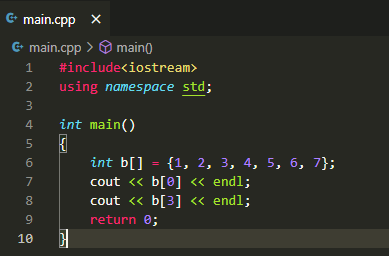 main.cpp
main.cpp > main()
1 #include<iostream>
2 using namespace std;
3
4 int main()
5 {
6     int b[] = {1, 2, 3, 4, 5, 6, 7};
7     cout << b[0] << endl;
8     cout << b[3] << endl;
9     return 0;
10 }